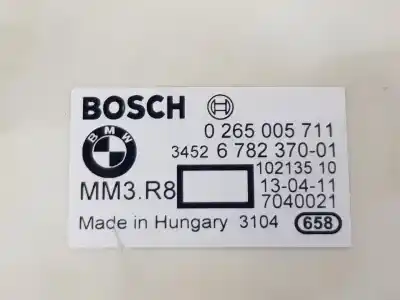 BOSCH
BMW
0 265 005 711
3452 6 782 370-01
102135 10
MM3.R8
13-04-11
7040021
Made in Hungary 3104
658